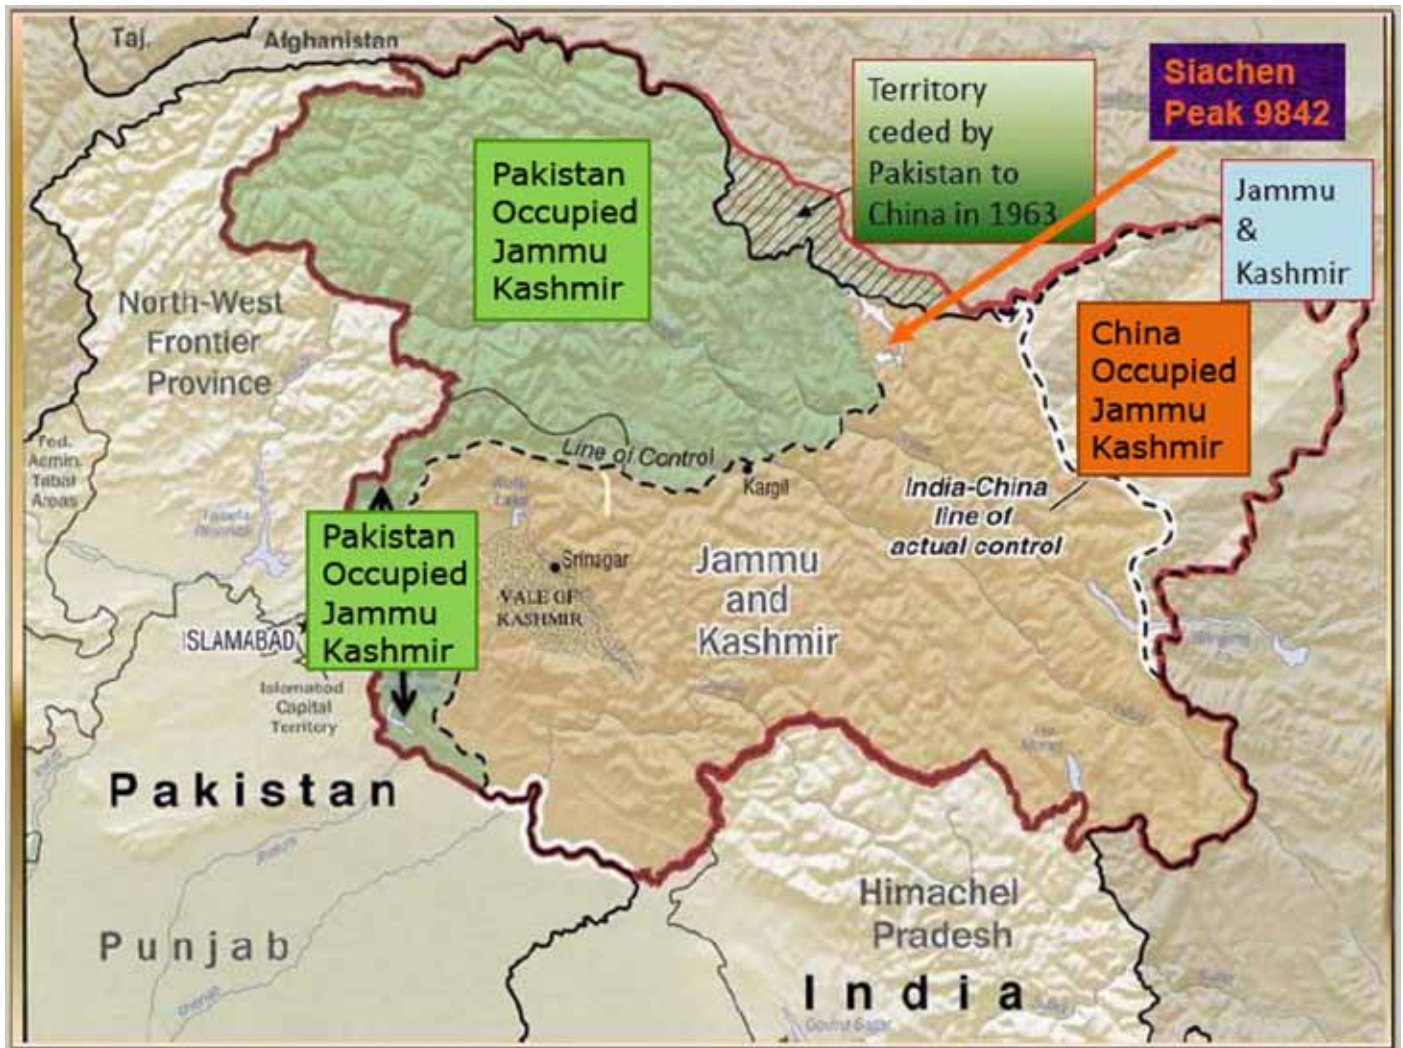 Taj.
Afghanistan
Territory
ceded by
Pakistan to
China in 1963
Siachen
Peak 9842
Jammu
&
Kashmir
Pakistan
Occupied
Jammu
Kashmir
North-West
Frontier
Province
China
Occupied
Jammu
Kashmir
Fed.
Admin.
Tribal
Areas
Line of Control
Kargil
India-China
line of
actual control
Pakistan
Occupied
Jammu
Kashmir
Srinagar
VALE OF
KASHMIR
Jammu
and
Kashmir
ISLAMABAD
Islamabad
Capital
Territory
Pakistan
Punjab
Himachel
Pradesh
India